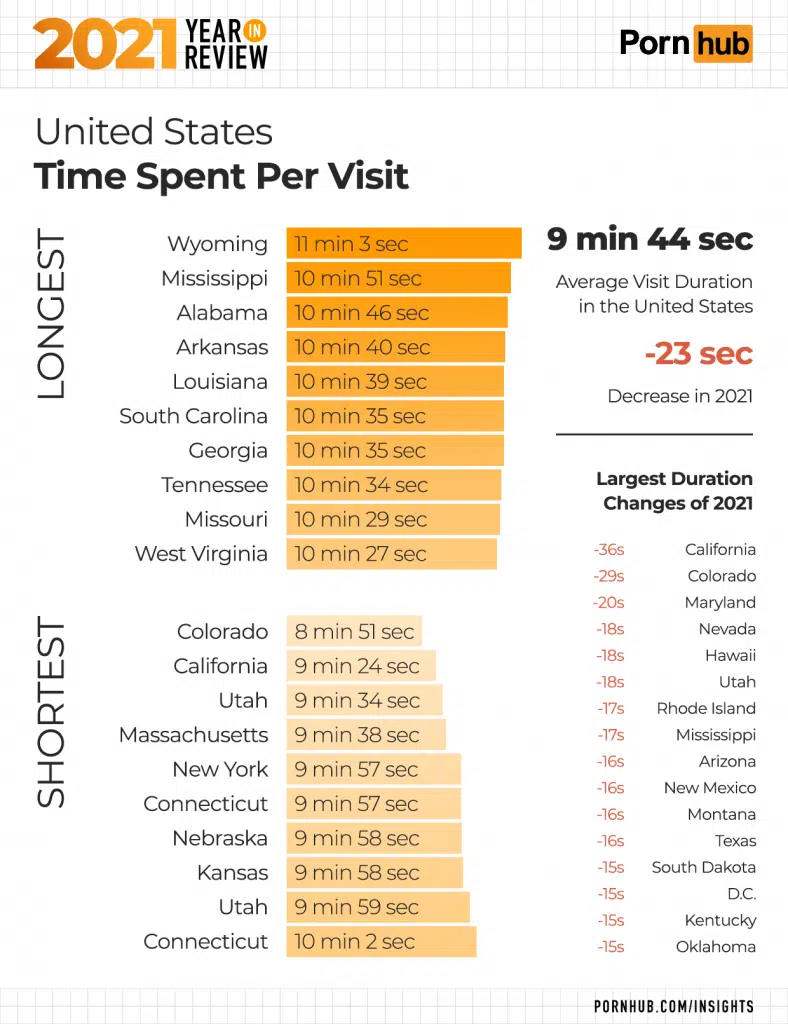 2021 YEAR IN REVIEW
Porn hub
United States
Time Spent Per Visit
LONGEST
Wyoming 11 min 3 sec
Mississippi 10 min 51 sec
Alabama 10 min 46 sec
Arkansas 10 min 40 sec
Louisiana 10 min 39 sec
South Carolina 10 min 35 sec
Georgia 10 min 35 sec
Tennessee 10 min 34 sec
Missouri 10 min 29 sec
West Virginia 10 min 27 sec
SHORTEST
Colorado 8 min 51 sec
California 9 min 24 sec
Utah 9 min 34 sec
Massachusetts 9 min 38 sec
New York 9 min 57 sec
Connecticut 9 min 57 sec
Nebraska 9 min 58 sec
Kansas 9 min 58 sec
Utah 9 min 59 sec
Connecticut 10 min 2 sec
9 min 44 sec
Average Visit Duration
in the United States
-23 sec
Decrease in 2021
Largest Duration
Changes of 2021
-36s California
-29s Colorado
-20s Maryland
-18s Nevada
-18s Hawaii
-18s Utah
-17s Rhode Island
-17s Mississippi
-16s Arizona
-16s New Mexico
-16s Montana
-16s Texas
-15s South Dakota
-15s D.C.
-15s Kentucky
-15s Oklahoma
PORNHUB.COM/INSIGHTS